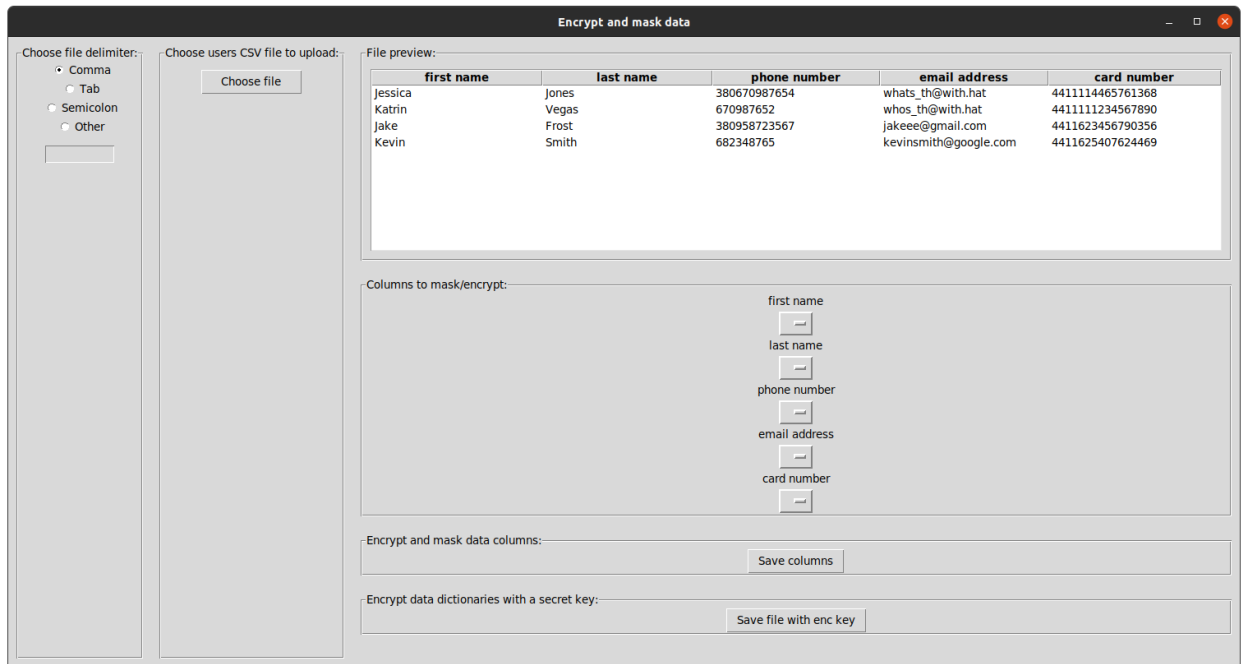 Encrypt and mask data
Choose file delimiter:
Comma
Tab
Semicolon
Other
Choose users CSV file to upload:
Choose file
File preview:
first name last name phone number email address card number
Jessica Jones 380670987654 whats_th@with.hat 4411114465761368
Katrin Vegas 670987652 whos_th@with.hat 4411111234567890
Jake Frost 380958723567 jakeee@gmail.com 4411623456790356
Kevin Smith 682348765 kevinsmith@google.com 4411625407624469
Columns to mask/encrypt:
first name
last name
phone number
email address
card number
Encrypt and mask data columns:
Save columns
Encrypt data dictionaries with a secret key:
Save file with enc key